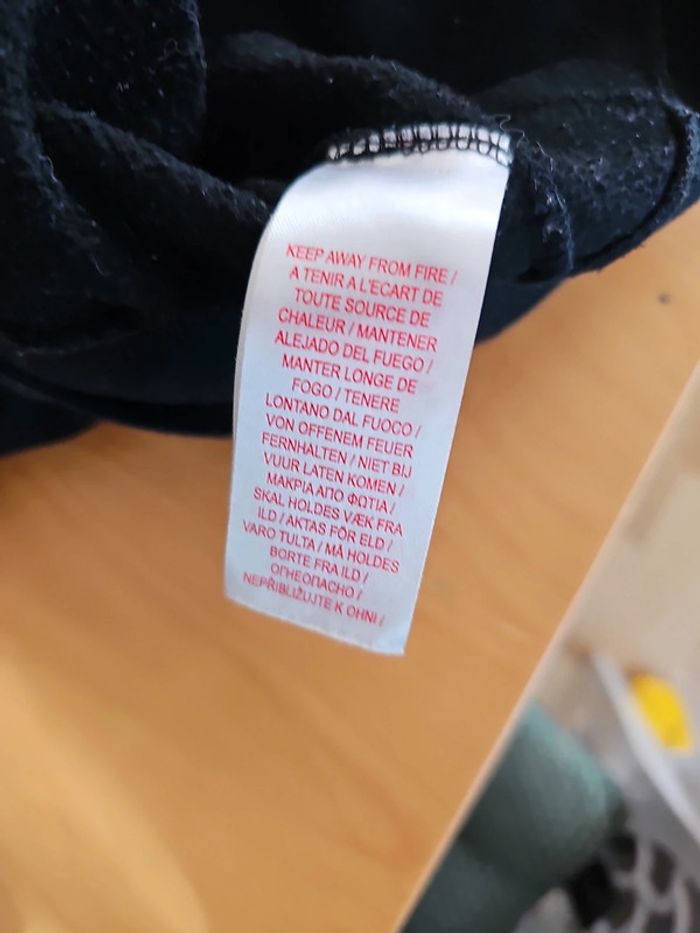 KEEP AWAY FROM FIRE /
A TENIR A L'ECART DE
TOUTE SOURCE DE
CHALEUR / MANTENER
ALEJADO DEL FUEGO /
MANTER LONGE DE
FOGO / TENERE
LONTANO DAL FUOCO /
VON OFFENEM FEUER
FERNHALTEN / NIET BIJ
VUUR LATEN KOMEN /
ΜΑΚΡΙΑ ΑΠΟ ΦΩΤΙΑ /
SKAL HOLDES VÆK FRA
ILD / AKTAS FÖR ELD /
VARO TULTA / MÅ HOLDES
BORTE FRA ILD /
ОГНЕОПАСНО /
NEPŘIBLIŽUJTE K OHNI /